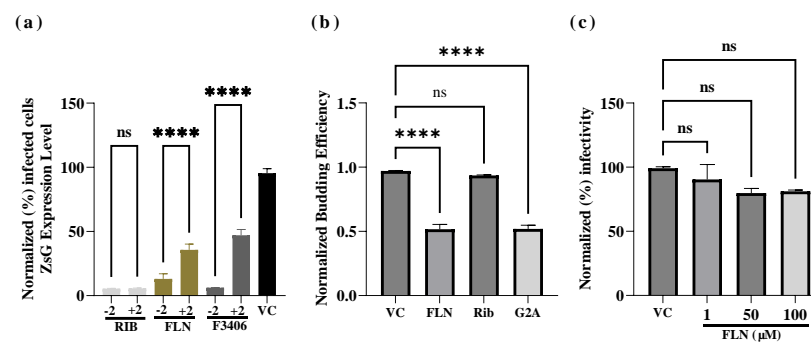 (a)
Normalized (%) infected cells
ZsG Expression Level
150
100
50
0
ns
****
****
-2 +2 -2 +2 -2 +2 VC
RIB FLN F3406
(b)
Normalized Budding Efficiency
1.5
1.0
0.5
0.0
****
ns
****
VC FLN Rib G2A
(c)
Normalized (%) infectivity
150
100
50
0
ns
ns
ns
VC 1 50 100
FLN (µM)